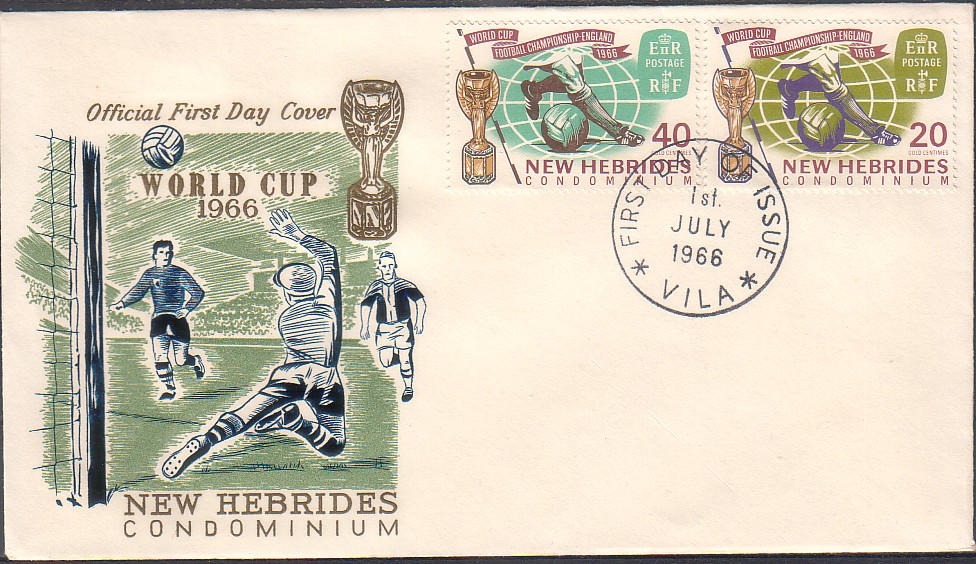 Official First Day Cover
WORLD CUP
1966
NEW HEBRIDES
CONDOMINIUM
WORLD CUP
FOOTBALL CHAMPIONSHIP-ENGLAND
1966
EIIR
POSTAGE
RF
40
GOLD CENTIMES
NEW HEBRIDES
CONDOMINIUM
WORLD CUP
FOOTBALL CHAMPIONSHIP-ENGLAND
1966
EIIR
POSTAGE
RF
20
GOLD CENTIMES
NEW HEBRIDES
CONDOMINIUM
FIRST DAY OF ISSUE
1st.
JULY
1966
* VILA *